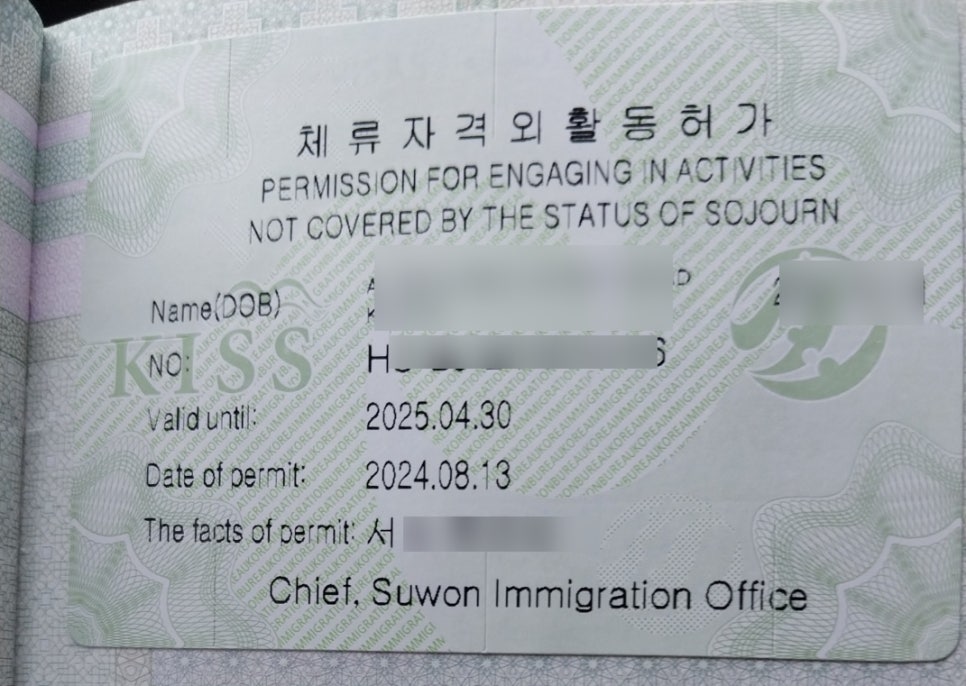 체류자격외활동허가
PERMISSION FOR ENGAGING IN ACTIVITIES
NOT COVERED BY THE STATUS OF SOJOURN
Name(DOB)
KISS
NO:
Valid until: 2025.04.30
Date of permit: 2024.08.13
The facts of permit: 서
Chief, Suwon Immigration Office